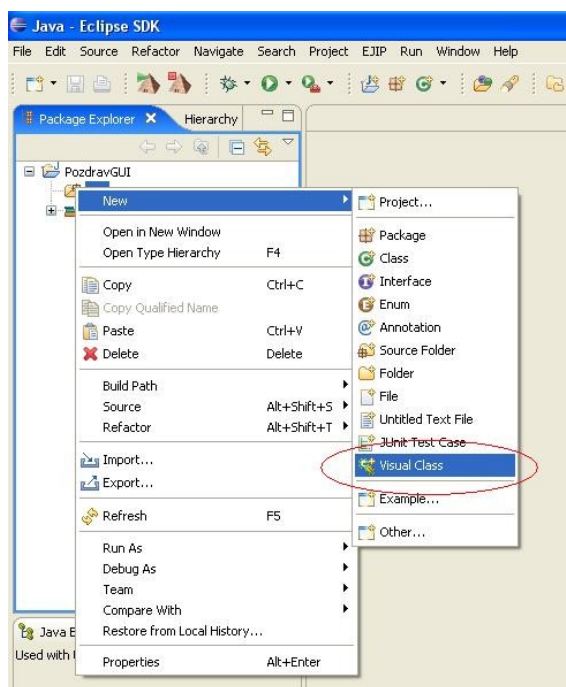 Java - Eclipse SDK
File Edit Source Refactor Navigate Search Project EJIP Run Window Help
Package Explorer Hierarchy
PozdravGUI
New
Open in New Window
Open Type Hierarchy F4
Copy Ctrl+C
Copy Qualified Name
Paste Ctrl+V
Delete Delete
Build Path
Source Alt+Shift+S
Refactor Alt+Shift+T
Import...
Export...
Refresh F5
Run As
Debug As
Team
Compare With
Restore from Local History...
Properties Alt+Enter
Project...
Package
Class
Interface
Enum
Annotation
Source Folder
Folder
File
Untitled Text File
JUnit Test Case
Visual Class
Example...
Other...
Java
Used with